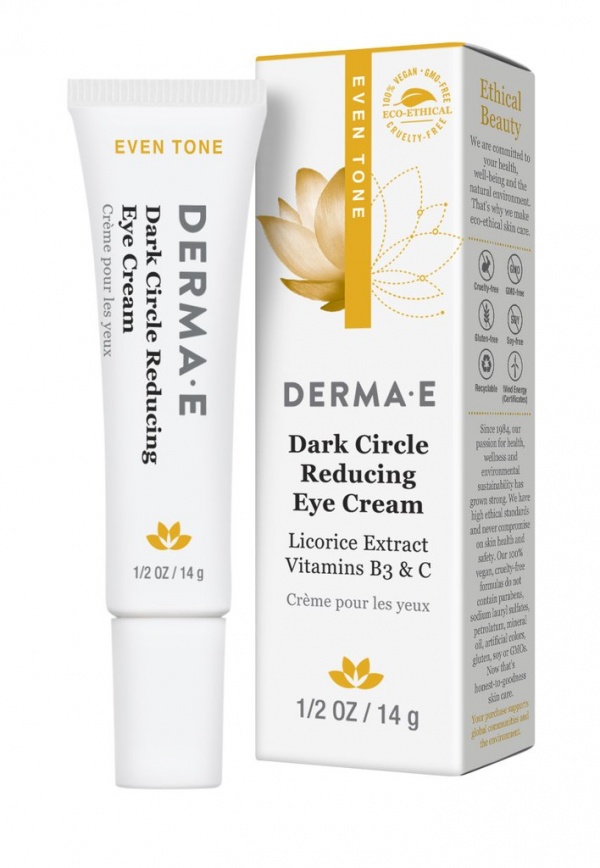 EVEN TONE
DERMA·E
Dark Circle Reducing
Eye Cream
Crème pour les yeux
1/2 OZ / 14 g
EVEN TONE
100% VEGAN · GMO-FREE
ECO-ETHICAL
CRUELTY-FREE
DERMA·E
Dark Circle
Reducing
Eye Cream
Licorice Extract
Vitamins B3 & C
Crème pour les yeux
1/2 OZ / 14 g
Ethical
Beauty
We are committed to
your health,
well-being and the
natural environment.
That's why we make
eco-ethical skin care.
Cruelty-free
GMO
GMO-free
Gluten-free
SOY
Soy-free
Recyclable
Wind Energy
(Certificates)
Since 1984, our
passion for health,
wellness and
environmental
sustainability has
grown strong. We have
high ethical standards
and never compromise
on skin health and
safety. Our 100%
vegan, cruelty-free
formulas do not
contain parabens,
sodium lauryl sulfates,
petrolatum, mineral
oil, artificial colors,
gluten, soy or GMOs.
Now that's
honest-to-goodness
skin care.
Your purchase supports
global communities and
the environment.